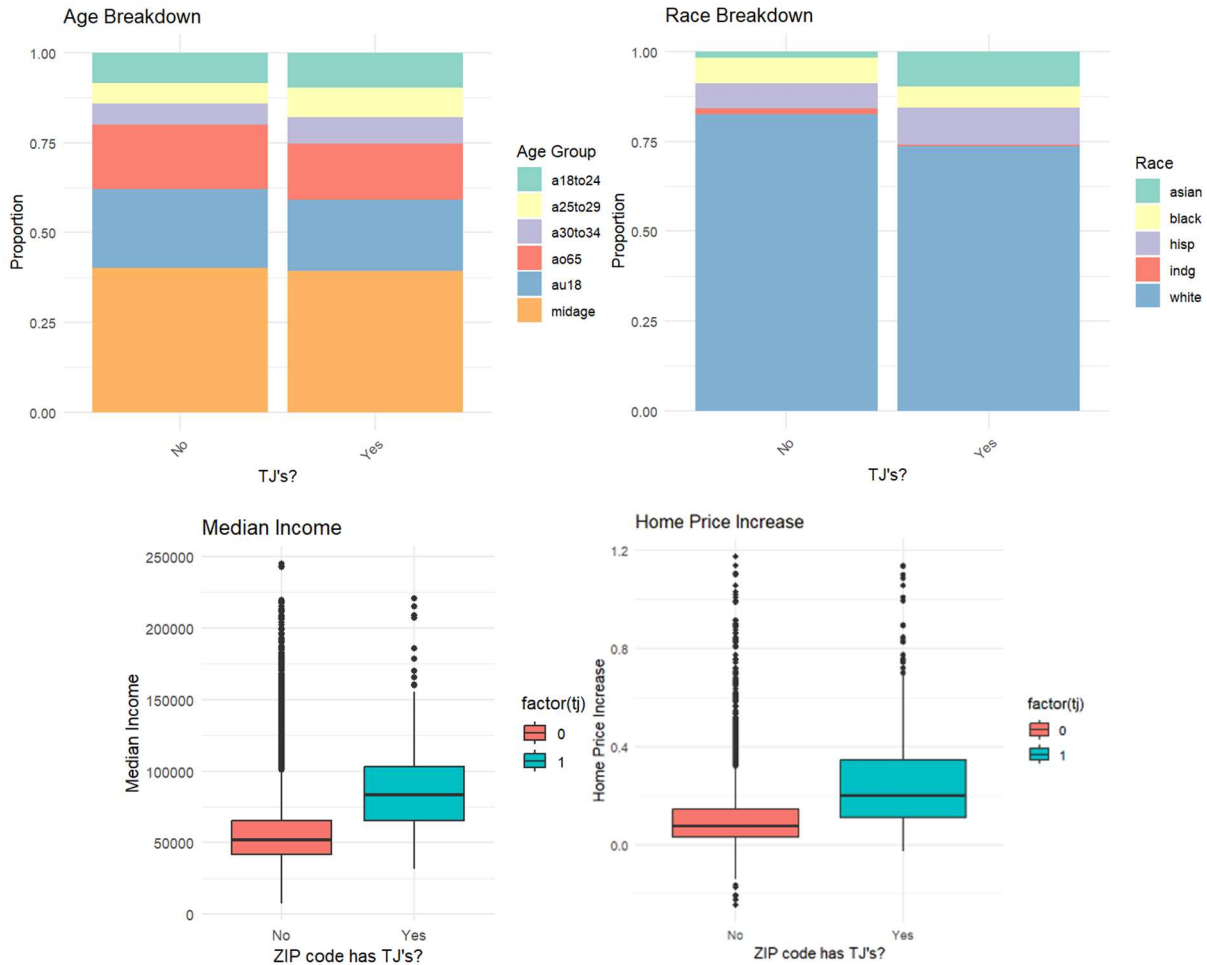 Age Breakdown
1.00
0.75
0.50
0.25
0.00
Proportion
No
Yes
TJ's?
Age Group
a18to24
a25to29
a30to34
ao65
au18
midage
Race Breakdown
1.00
0.75
0.50
0.25
0.00
Proportion
No
Yes
TJ's?
Race
asian
black
hisp
indg
white
Median Income
250000
200000
150000
100000
50000
0
Median Income
No
Yes
ZIP code has TJ's?
factor(tj)
0
1
Home Price Increase
1.2
0.8
0.4
0.0
Home Price Increase
No
Yes
ZIP code has TJ's?
factor(tj)
0
1